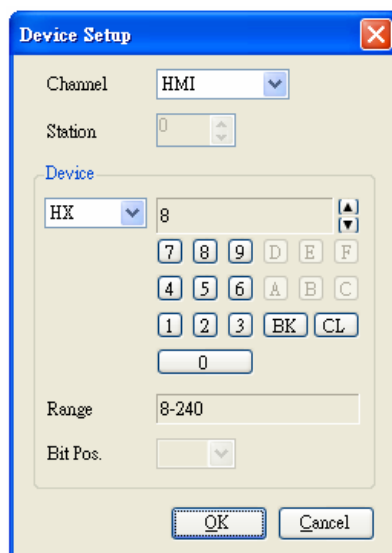 Device Setup
Channel HMI
Station 0
Device
HX 8
7 8 9 D E F
4 5 6 A B C
1 2 3 BK CL
0
Range 8-240
Bit Pos.
OK Cancel